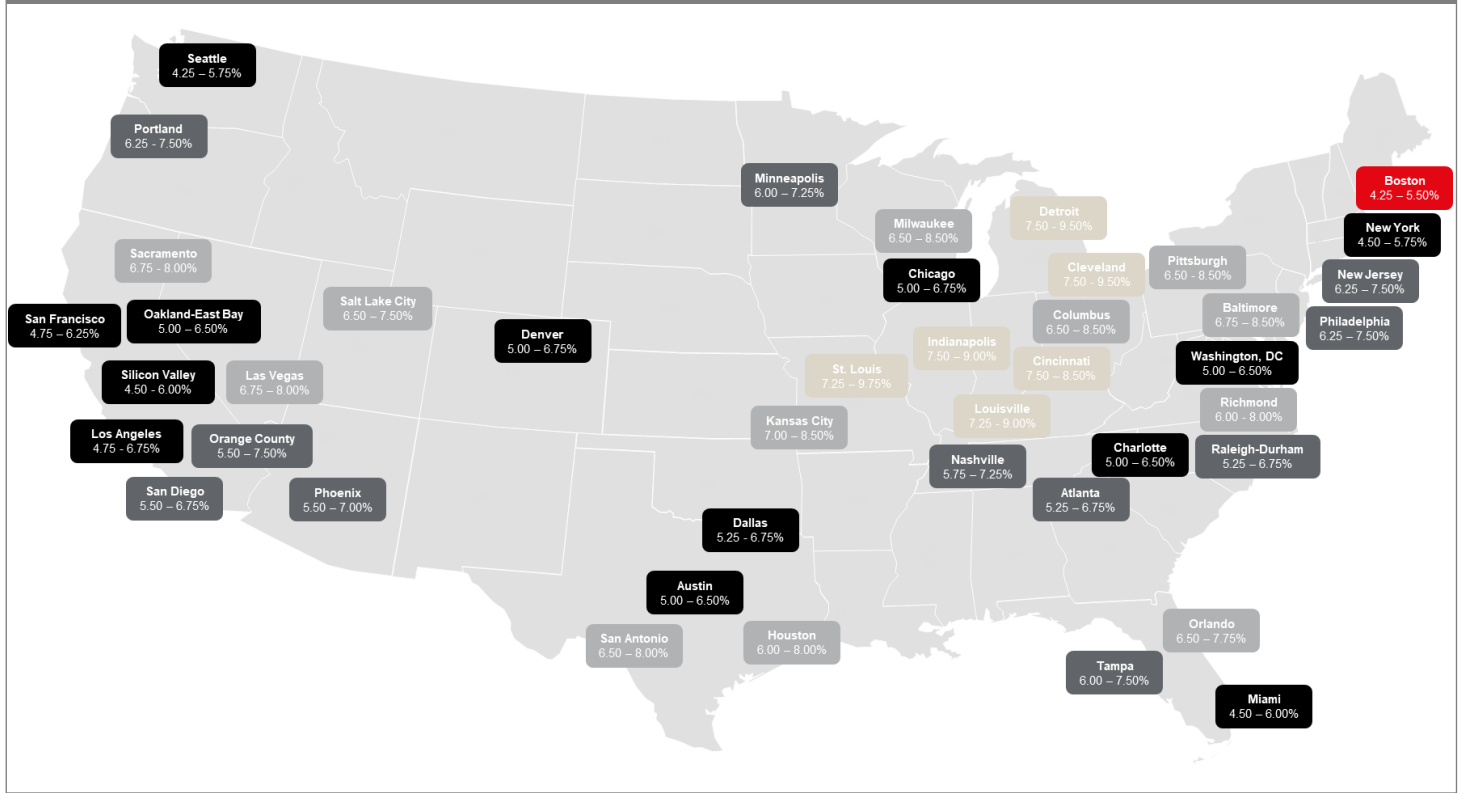 Seattle
4.25 – 5.75%
Portland
6.25 - 7.50%
Minneapolis
6.00 – 7.25%
Boston
4.25 – 5.50%
Detroit
7.50 - 9.50%
Milwaukee
6.50 – 8.50%
New York
4.50 – 5.75%
Sacramento
6.75 - 8.00%
Chicago
5.00 – 6.75%
Cleveland
7.50 - 9.50%
Pittsburgh
6.50 - 8.50%
New Jersey
6.25 – 7.50%
Salt Lake City
6.50 - 7.50%
San Francisco
4.75 – 6.25%
Oakland-East Bay
5.00 – 6.50%
Denver
5.00 – 6.75%
Columbus
6.50 – 8.50%
Baltimore
6.75 – 8.50%
Philadelphia
6.25 – 7.50%
Indianapolis
7.50 – 9.00%
Silicon Valley
4.50 – 6.00%
Las Vegas
6.75 – 8.00%
St. Louis
7.25 – 9.75%
Cincinnati
7.50 – 8.50%
Washington, DC
5.00 – 6.50%
Richmond
6.00 - 8.00%
Louisville
7.25 – 9.00%
Kansas City
7.00 – 8.50%
Los Angeles
4.75 - 6.75%
Orange County
5.50 – 7.50%
Charlotte
5.00 – 6.50%
Raleigh-Durham
5.25 – 6.75%
Nashville
5.75 – 7.25%
San Diego
5.50 – 6.75%
Phoenix
5.50 – 7.00%
Atlanta
5.25 – 6.75%
Dallas
5.25 - 6.75%
Austin
5.00 – 6.50%
San Antonio
6.50 – 8.00%
Houston
6.00 – 8.00%
Orlando
6.50 – 7.75%
Tampa
6.00 – 7.50%
Miami
4.50 – 6.00%